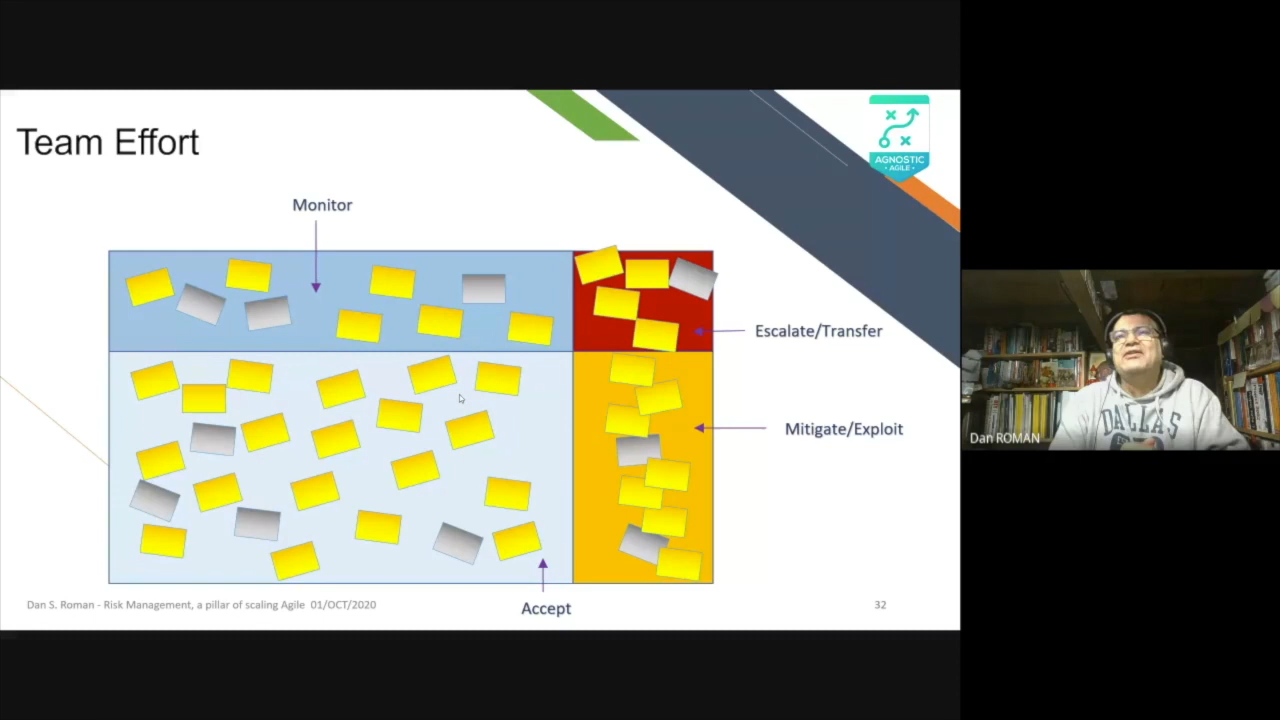 Team Effort
AGNOSTIC
• AGILE •
Monitor
Escalate/Transfer
Mitigate/Exploit
Accept
Dan S. Roman - Risk Management, a pillar of scaling Agile 01/OCT/2020
32
DALLAS
Dan ROMAN